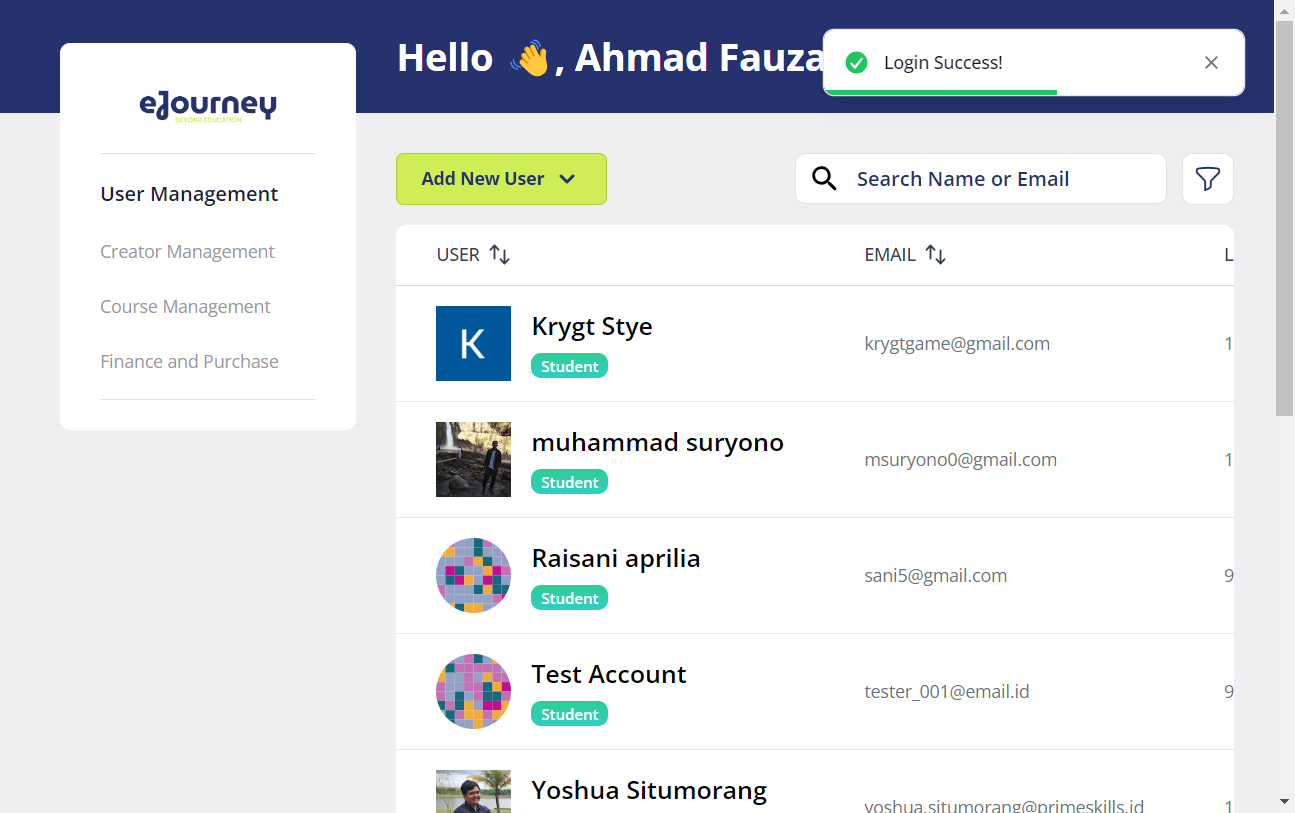 Hello 👋, Ahmad Fauza
Login Success!
eJourney
BEYOND EDUCATION
User Management
Creator Management
Course Management
Finance and Purchase
Add New User
Search Name or Email
USER EMAIL L
K
Krygt Stye
Student
krygtgame@gmail.com
1
muhammad suryono
Student
msuryono0@gmail.com
1
Raisani aprilia
Student
sani5@gmail.com
9
Test Account
Student
tester_001@email.id
9
Yoshua Situmorang
yoshua.situmorang@primeskills.id
1